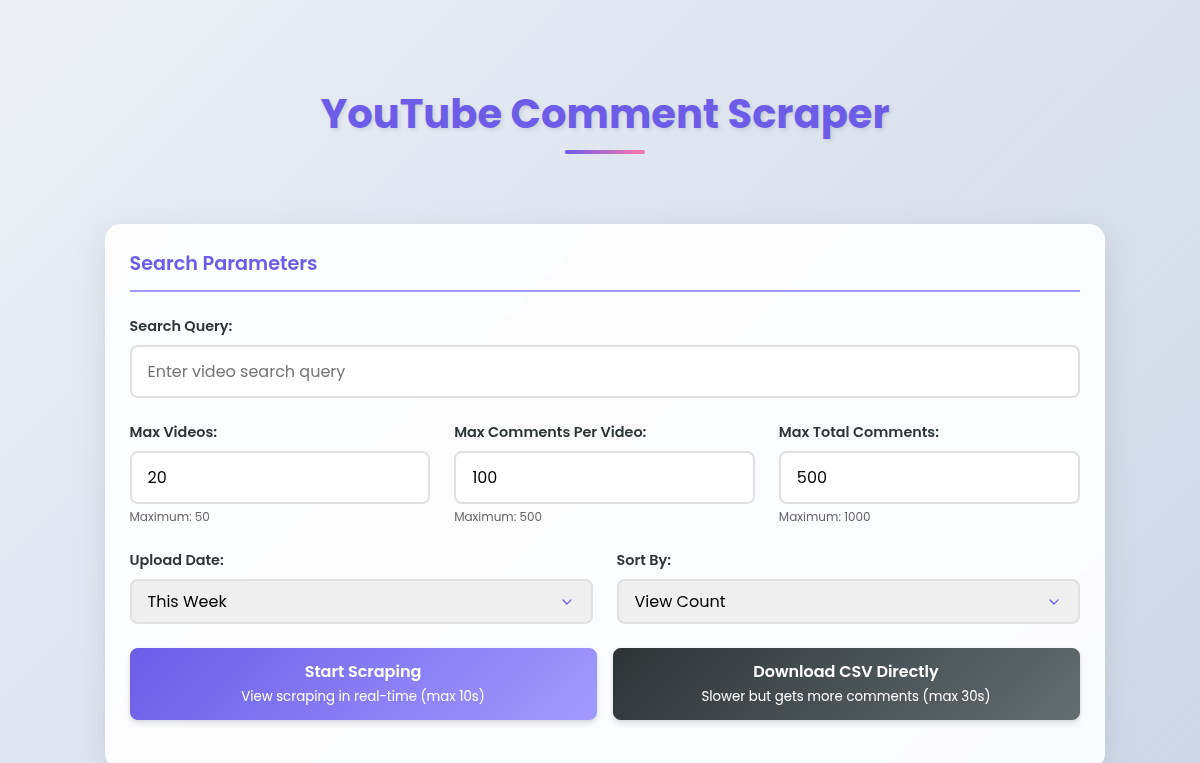 YouTube Comment Scraper
Search Parameters
Search Query:
Enter video search query
Max Videos:
Max Comments Per Video:
Max Total Comments:
20
100
500
Maximum: 50
Maximum: 500
Maximum: 1000
Upload Date:
Sort By:
This Week
View Count
Start Scraping
View scraping in real-time (max 10s)
Download CSV Directly
Slower but gets more comments (max 30s)